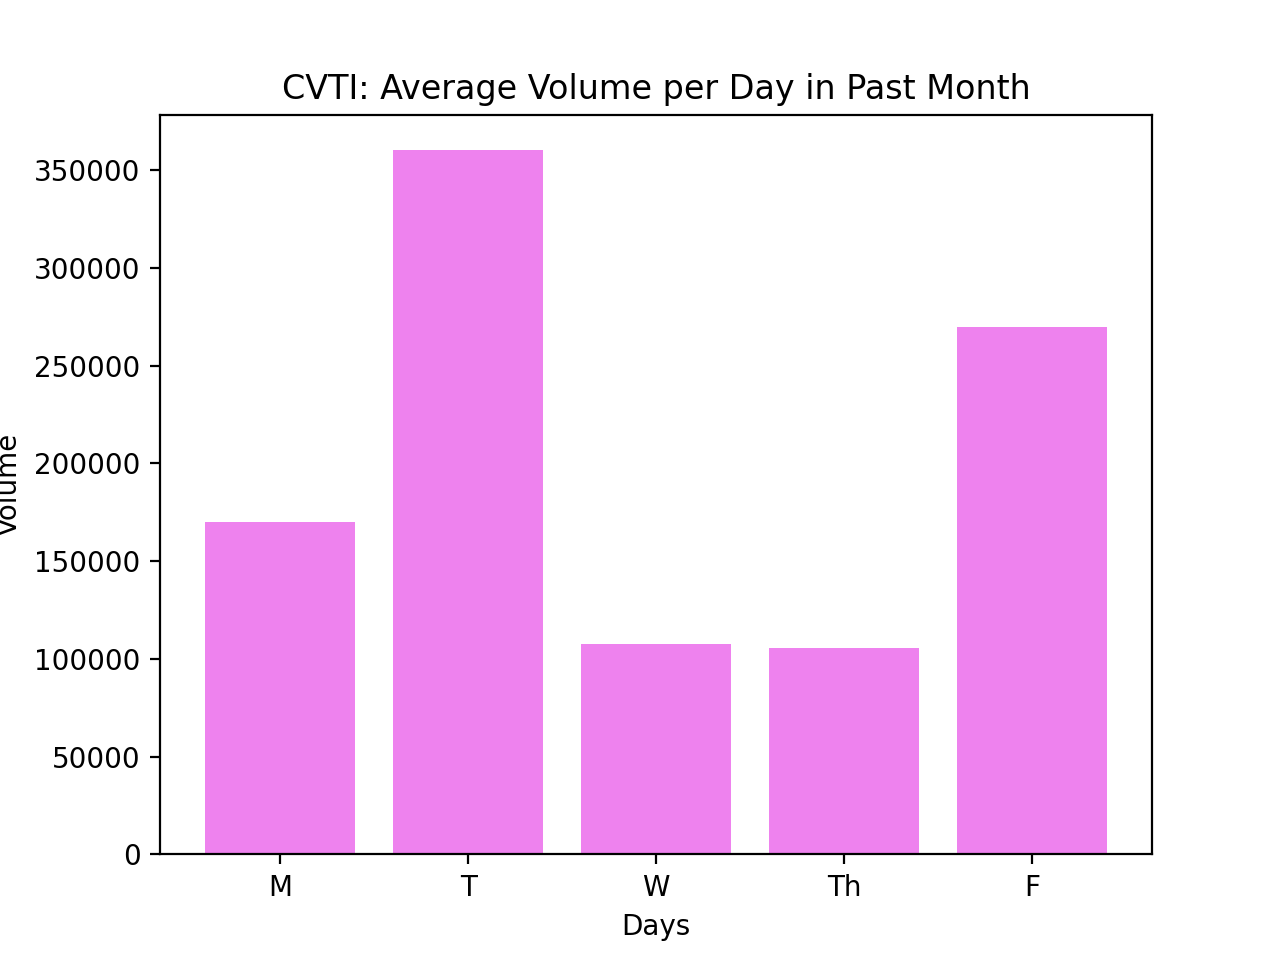 CVTI: Average Volume per Day in Past Month
350000
300000
250000
200000
150000
100000
50000
0
Volume
M T W Th F
Days